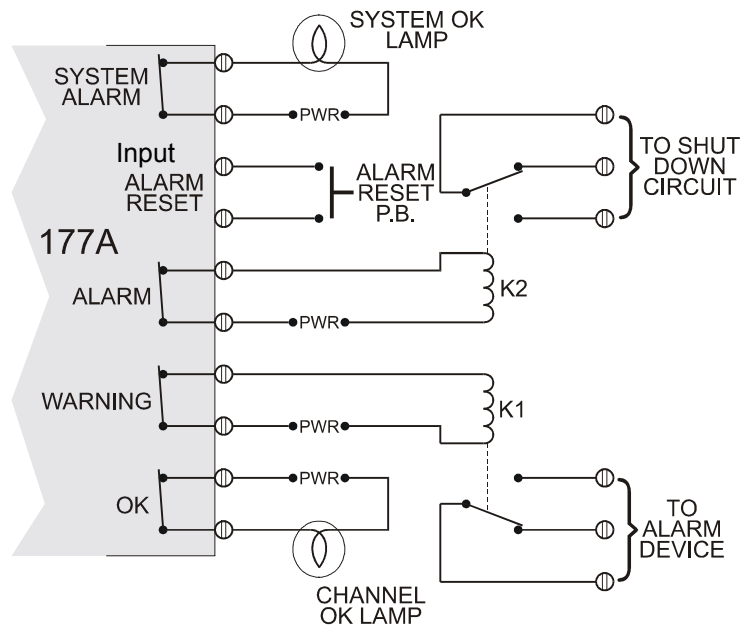 SYSTEM OK
LAMP
SYSTEM
ALARM
PWR
Input
ALARM
RESET
ALARM
RESET
P.B.
TO SHUT
DOWN
CIRCUIT
177A
ALARM
K2
PWR
WARNING
K1
PWR
OK
PWR
TO
ALARM
DEVICE
CHANNEL
OK LAMP